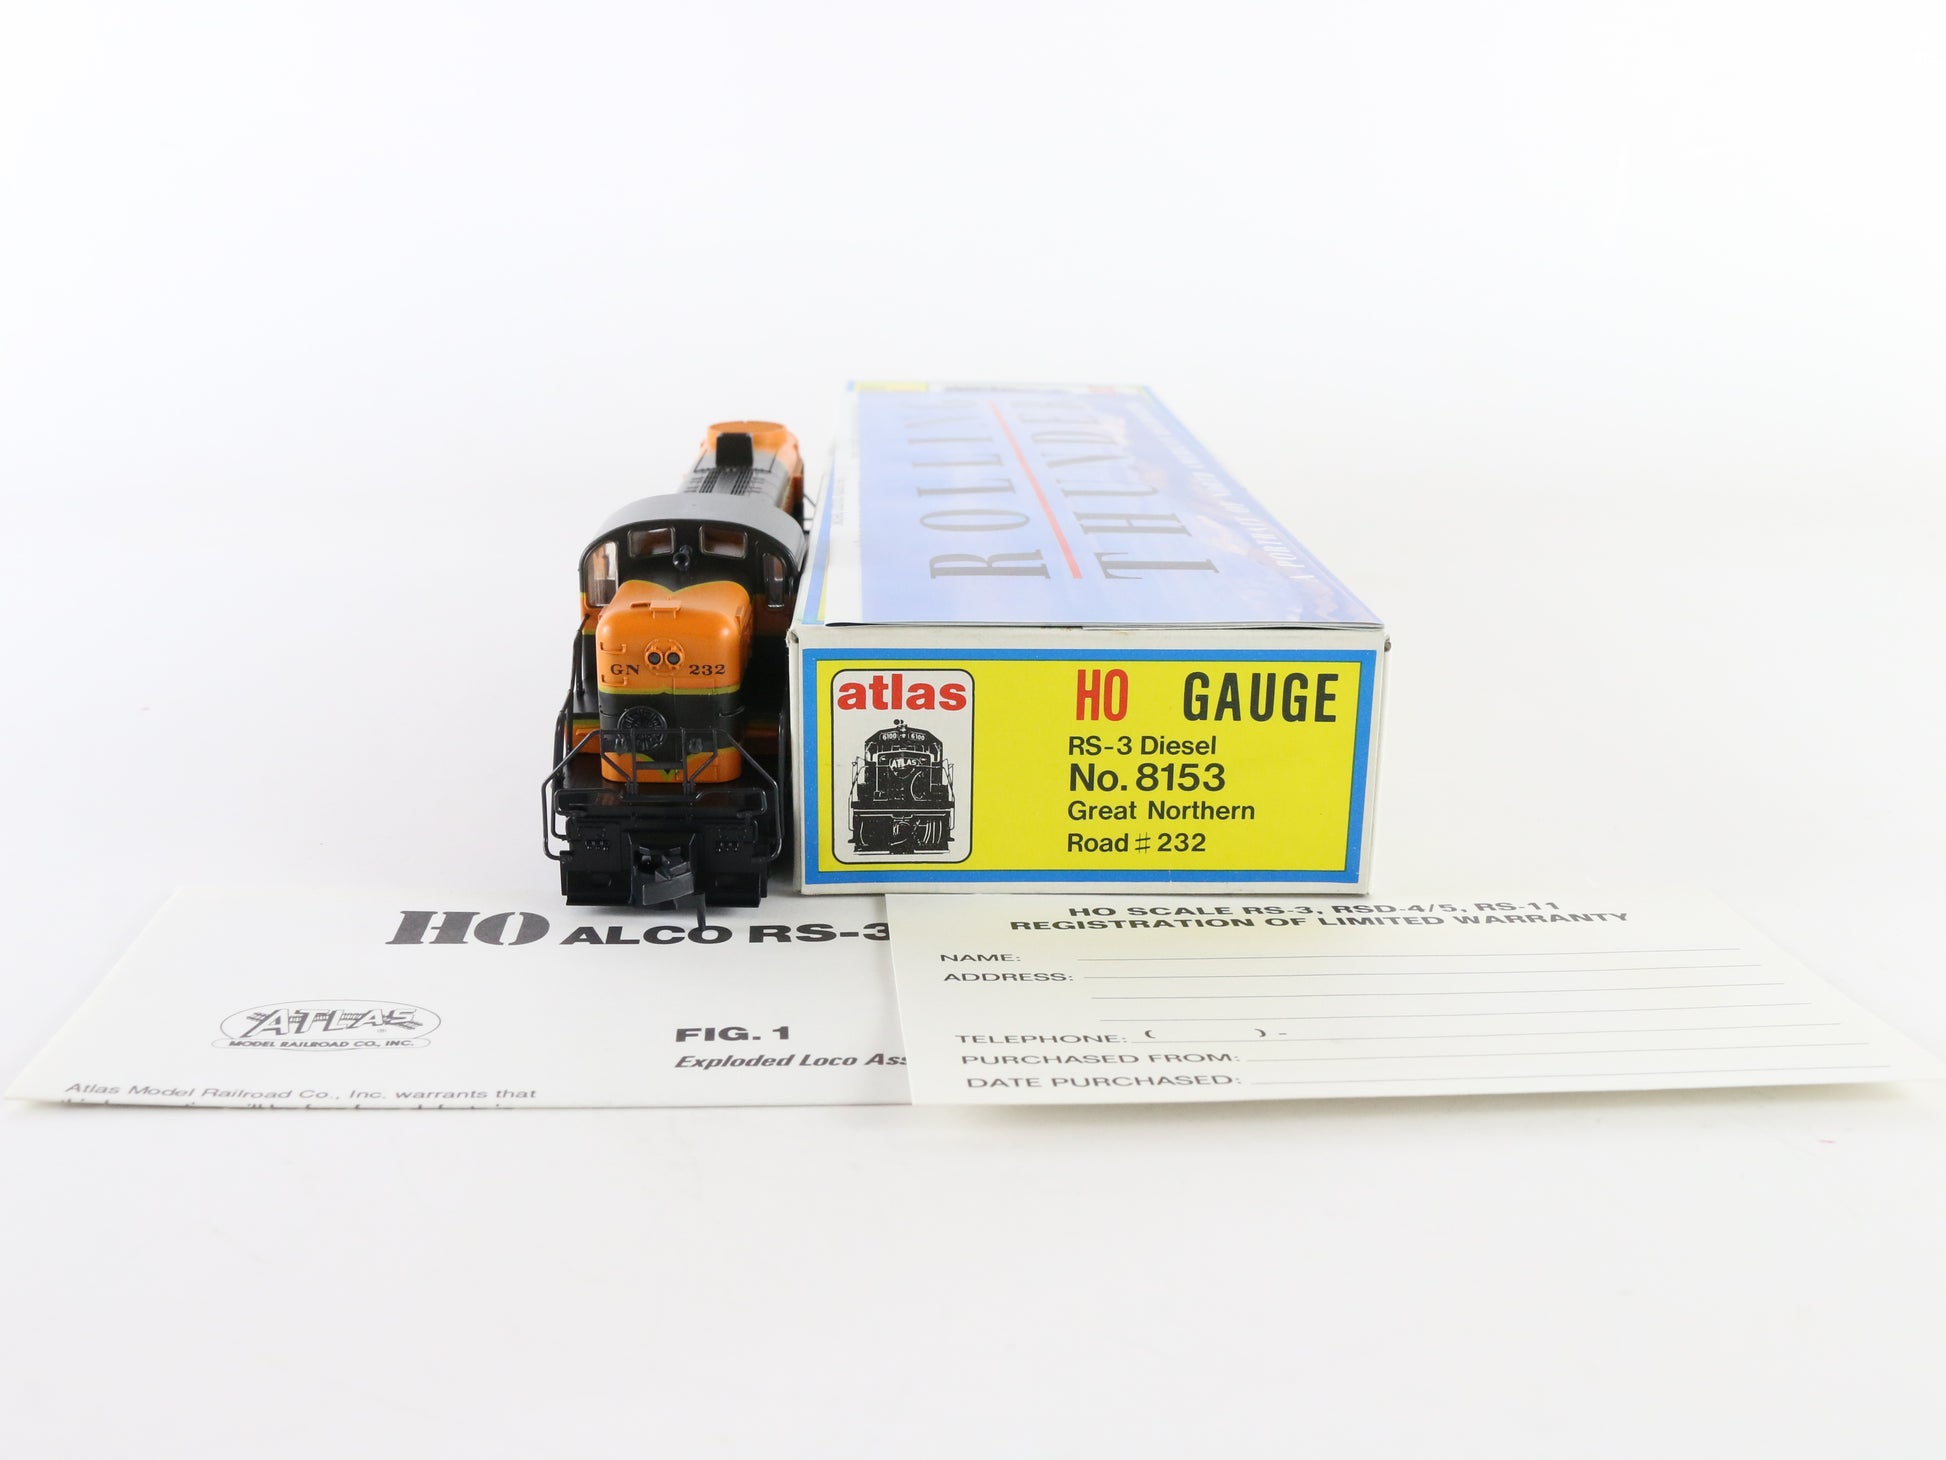 ROLLING
THUNDER
GN 232
atlas
6100 6100
ATLAS
HO GAUGE
RS-3 Diesel
No. 8153
Great Northern
Road # 232
HO ALCO RS-3
ATLAS
MODEL RAILROAD CO., INC.
FIG. 1
Exploded Loco Ass
Atlas Model Railroad Co., Inc. warrants that
HO SCALE RS-3, RSD-4/5, RS-11
REGISTRATION OF LIMITED WARRANTY
NAME:
ADDRESS:
TELEPHONE: ( ) -
PURCHASED FROM:
DATE PURCHASED: